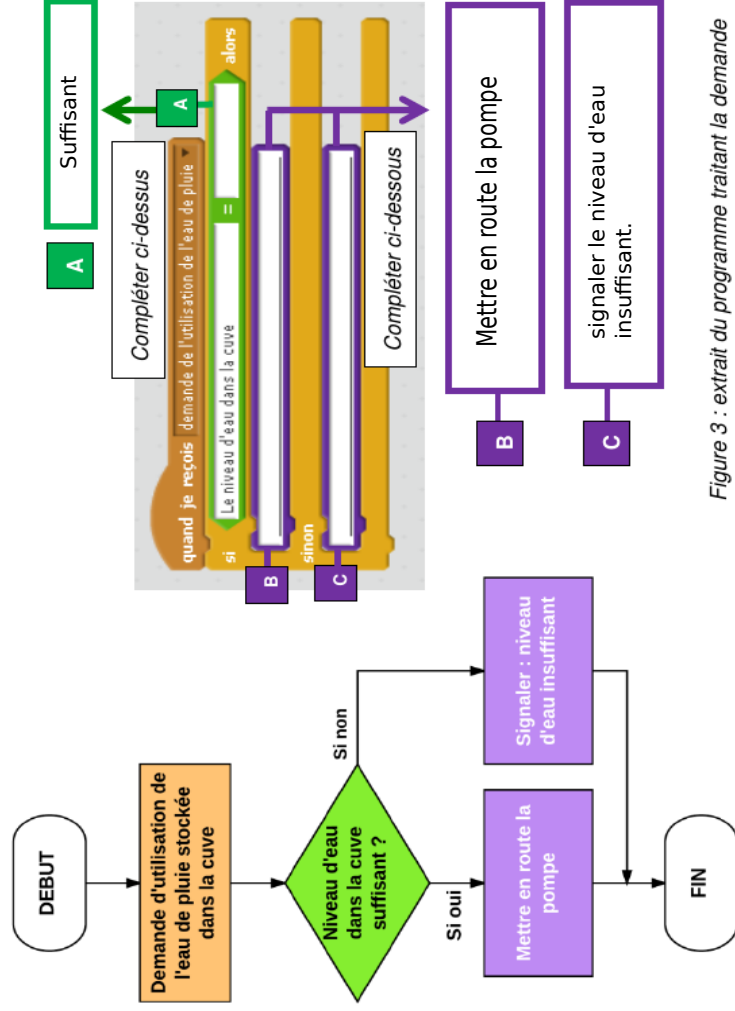 DEBUT
Demande d'utilisation de
l'eau de pluie stockée
dans la cuve
Niveau d'eau
dans la cuve
suffisant ?
Si non
Si oui
Mettre en route la
pompe
Signaler : niveau
d'eau insuffisant
FIN
A
Suffisant
Compléter ci-dessus
A
quand je reçois demande de l'utilisation de l'eau de pluie
si Le niveau d'eau dans la cuve = alors
B
sinon
C
Compléter ci-dessous
B
Mettre en route la pompe
C
signaler le niveau d'eau
insuffisant.
Figure 3 : extrait du programme traitant la demande